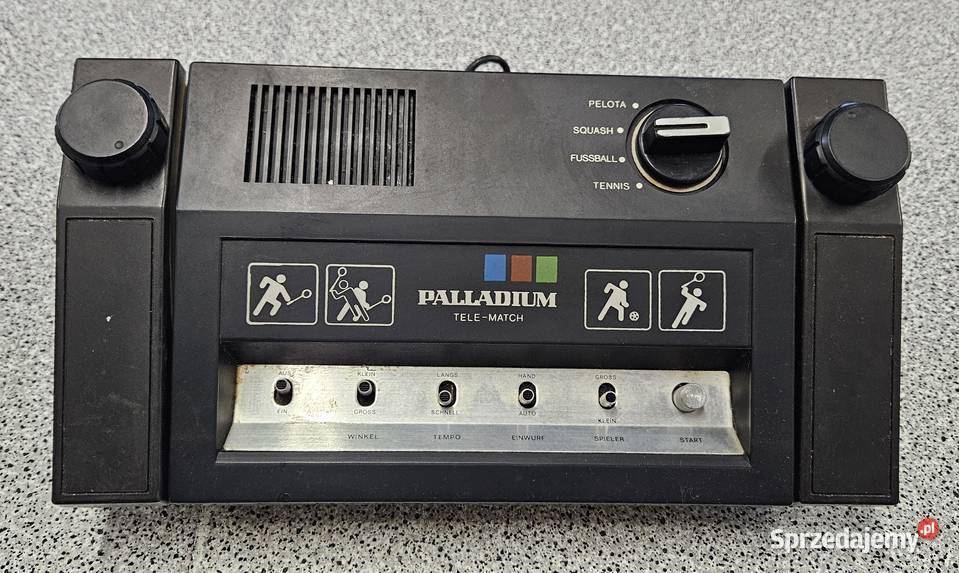 PELOTA
SQUASH
FUSSBALL
TENNIS
PALLADIUM
TELE-MATCH
AUS KLEIN LANGS HAND GROSS
EIN GROSS SCHNELL AUTO KLEIN
WINKEL TEMPO EINWURF SPIELER START
Sprzedajemy.pl